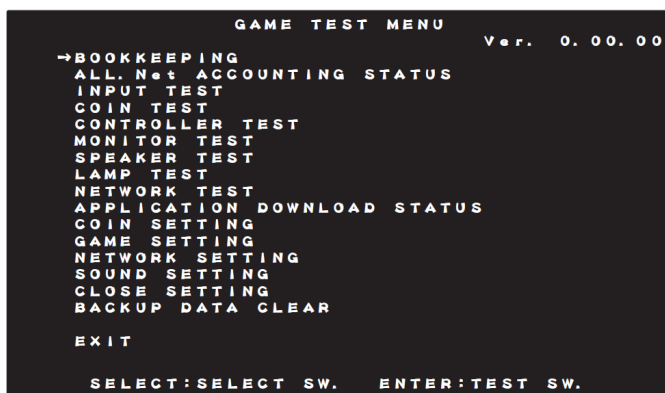 GAME TEST MENU
Ver. 0.00.00
→BOOKKEEPING
ALL.Net ACCOUNTING STATUS
INPUT TEST
COIN TEST
CONTROLLER TEST
MONITOR TEST
SPEAKER TEST
LAMP TEST
NETWORK TEST
APPLICATION DOWNLOAD STATUS
COIN SETTING
GAME SETTING
NETWORK SETTING
SOUND SETTING
CLOSE SETTING
BACKUP DATA CLEAR
EXIT
SELECT:SELECT SW. ENTER:TEST SW.